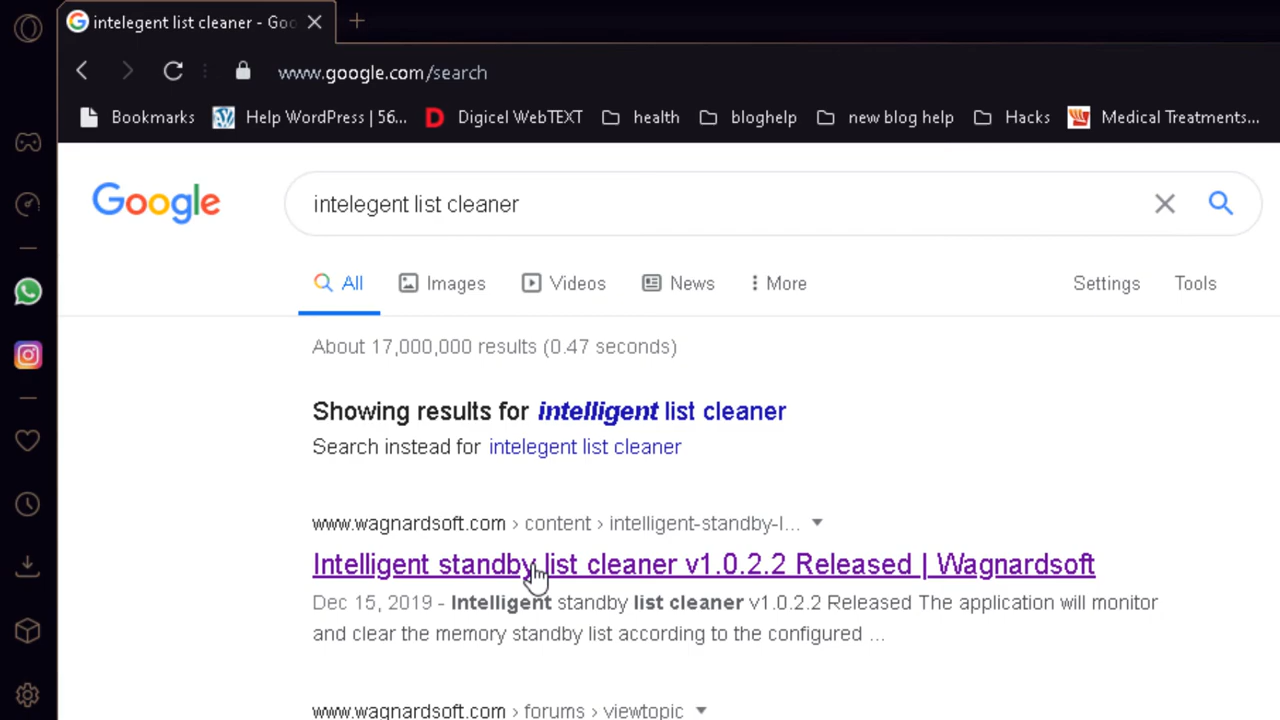 intelegent list cleaner - Goo
www.google.com/search
Bookmarks Help WordPress | 56... Digicel WebTEXT health bloghelp new blog help Hacks Medical Treatments...
Google intelegent list cleaner
All Images Videos News More Settings Tools
About 17,000,000 results (0.47 seconds)
Showing results for intelligent list cleaner
Search instead for intelegent list cleaner
www.wagnardsoft.com › content › intelligent-standby-l...
Intelligent standby list cleaner v1.0.2.2 Released | Wagnardsoft
Dec 15, 2019 - Intelligent standby list cleaner v1.0.2.2 Released The application will monitor
and clear the memory standby list according to the configured ...
www.wagnardsoft.com › forums › viewtopic